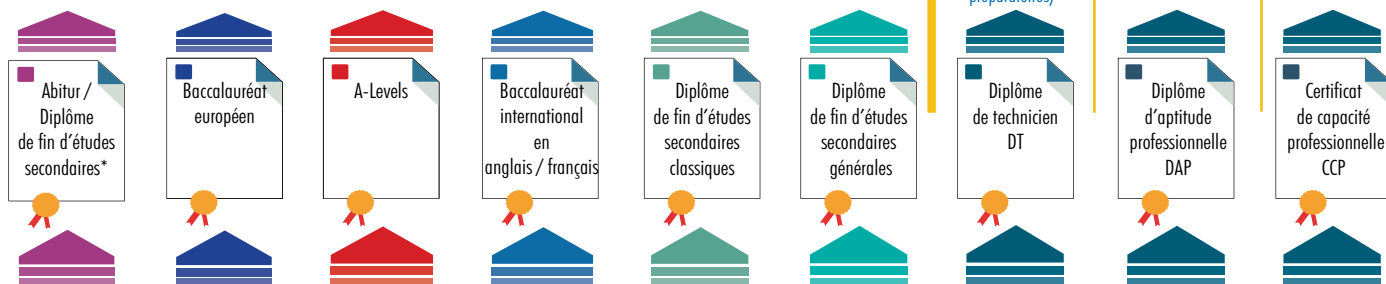 préparatoires)
Abitur /
Diplôme
de fin d'études
secondaires*
Baccalauréat
européen
A-Levels
Baccalauréat
international
en
anglais / français
Diplôme
de fin d'études
secondaires
classiques
Diplôme
de fin d'études
secondaires
générales
Diplôme
de technicien
DT
Diplôme
d'aptitude
professionnelle
DAP
Certificat
de capacité
professionnelle
CCP